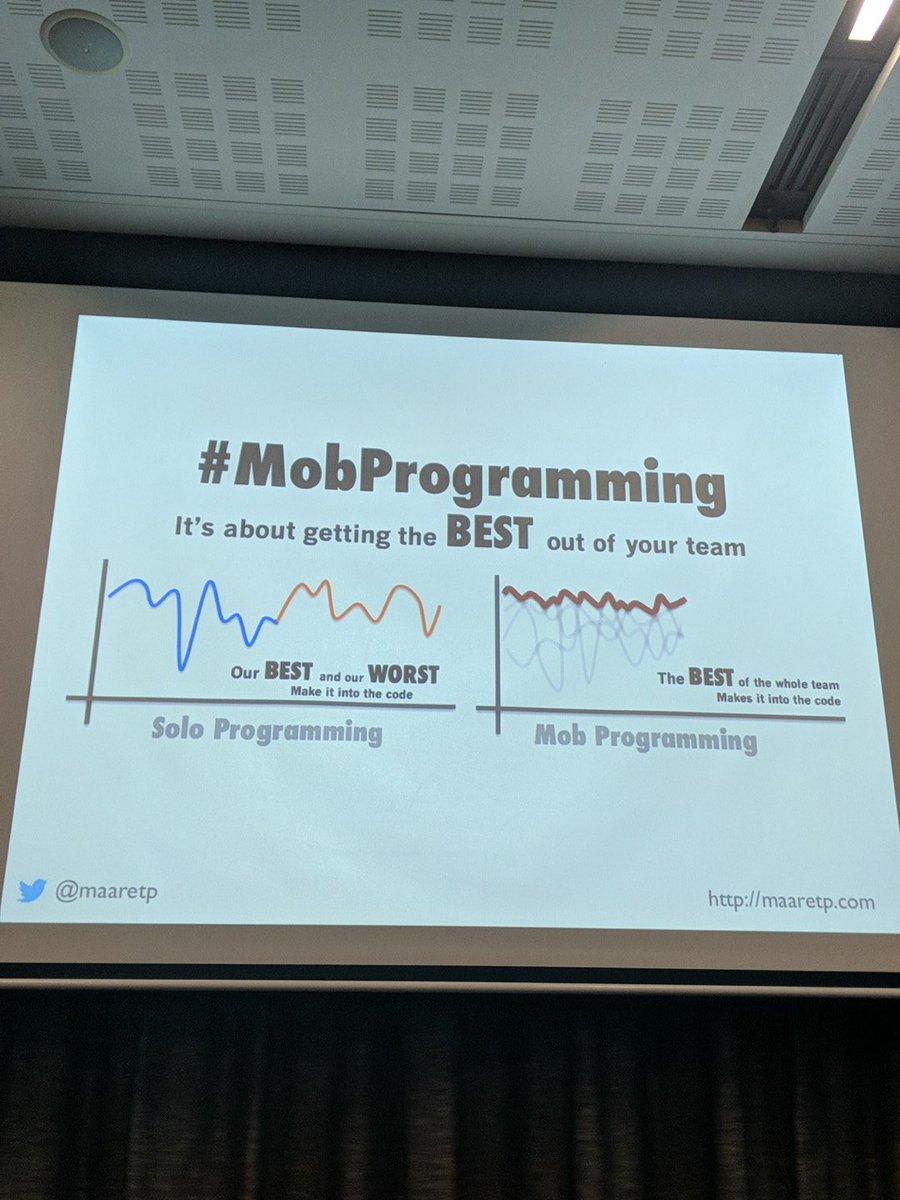 #MobProgramming
It's about getting the BEST out of your team
Our BEST and our WORST
Make it into the code
Solo Programming
The BEST of the whole team
Makes it into the code
Mob Programming
@maaretp
http://maaretp.com